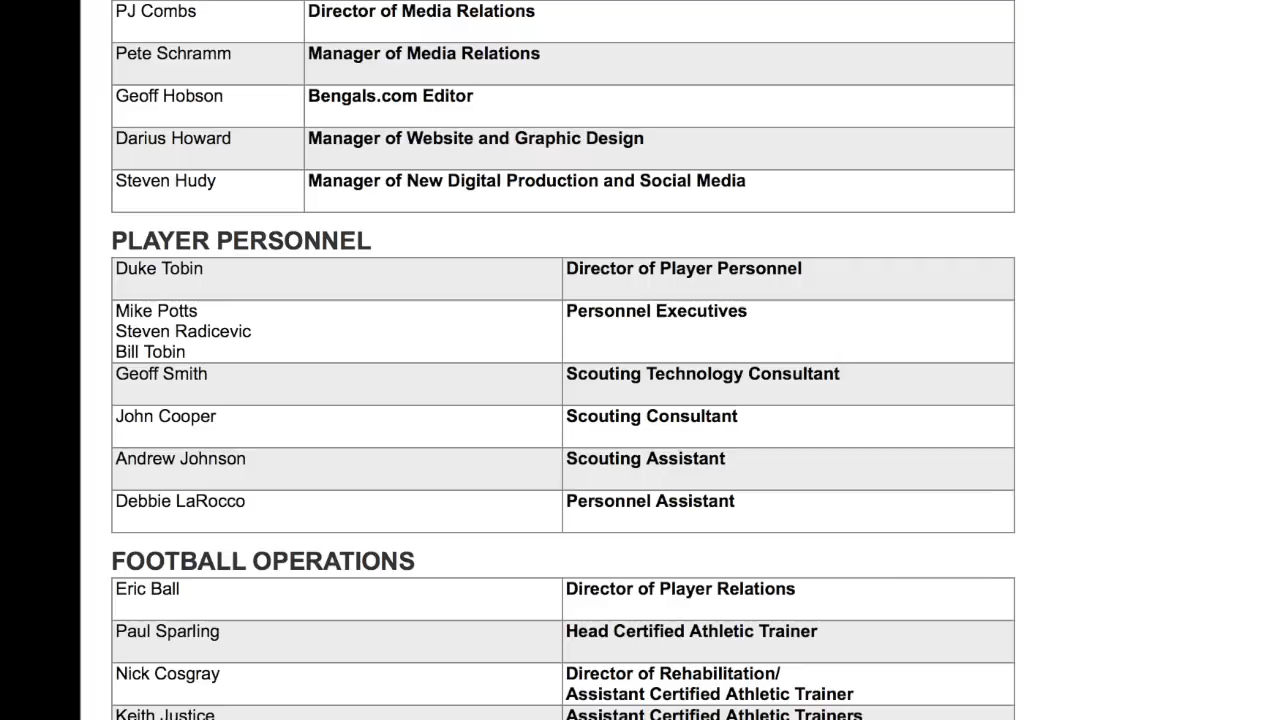 PJ Combs Director of Media Relations
Pete Schramm Manager of Media Relations
Geoff Hobson Bengals.com Editor
Darius Howard Manager of Website and Graphic Design
Steven Hudy Manager of New Digital Production and Social Media
PLAYER PERSONNEL
Duke Tobin Director of Player Personnel
Mike Potts Personnel Executives
Steven Radicevic
Bill Tobin
Geoff Smith Scouting Technology Consultant
John Cooper Scouting Consultant
Andrew Johnson Scouting Assistant
Debbie LaRocco Personnel Assistant
FOOTBALL OPERATIONS
Eric Ball Director of Player Relations
Paul Sparling Head Certified Athletic Trainer
Nick Cosgray Director of Rehabilitation/
Assistant Certified Athletic Trainer
Keith Justice Assistant Certified Athletic Trainers